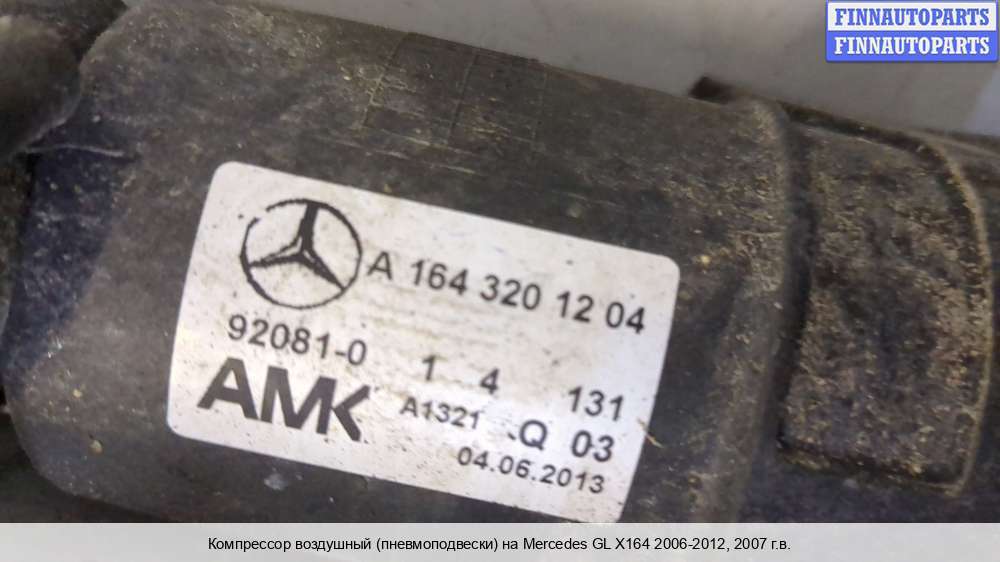 FINNAUTOPARTS
FINNAUTOPARTS
A 164 320 12 04
92081-0 1 4 131
AMK A1321 Q 03
04.06.2013
Компрессор воздушный (пневмоподвески) на Mercedes GL X164 2006-2012, 2007 г.в.